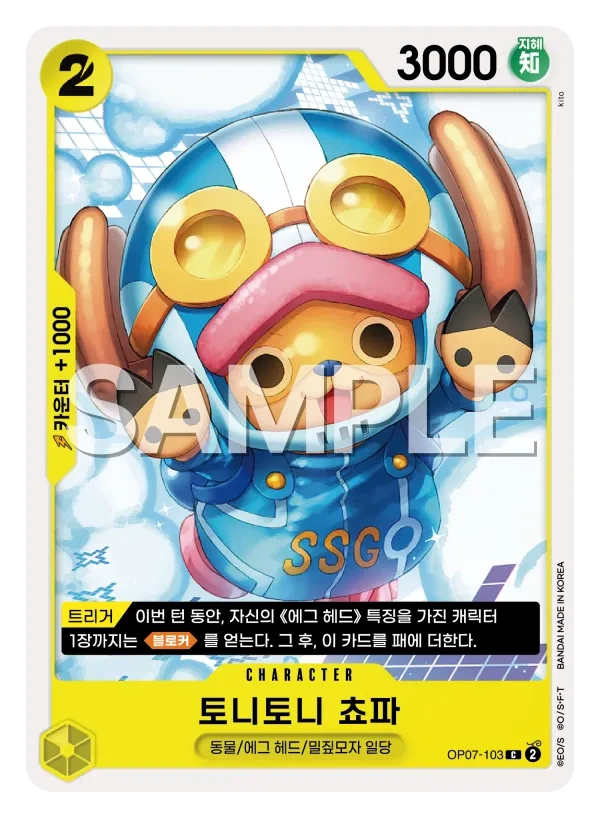 2
3000
지혜
知
kito
카운터 +1000
SAMPLE
SSG
트리거 이번 턴 동안, 자신의 《에그 헤드》 특징을 가진 캐릭터
1장까지는 블로커 를 얻는다. 그 후, 이 카드를 패에 더한다.
CHARACTER
토니토니 쵸파
동물/에그 헤드/밀짚모자 일당
OP07-103 C 2
©EO/S ©O/S·F·T BANDAI MADE IN KOREA